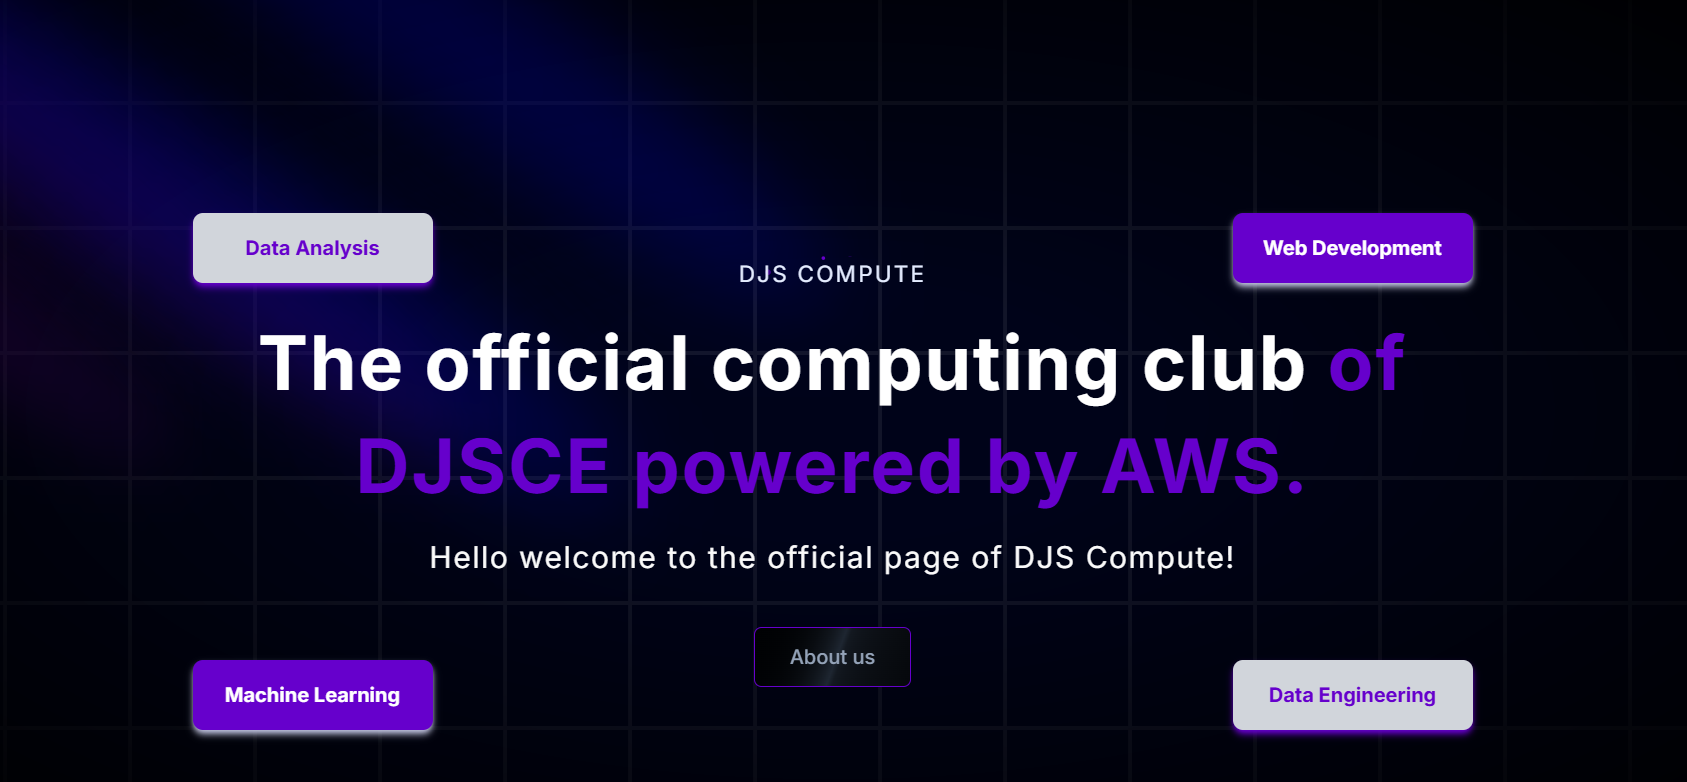 Data Analysis
Web Development
DJS COMPUTE
The official computing club of
DJSCE powered by AWS.
Hello welcome to the official page of DJS Compute!
About us
Machine Learning
Data Engineering